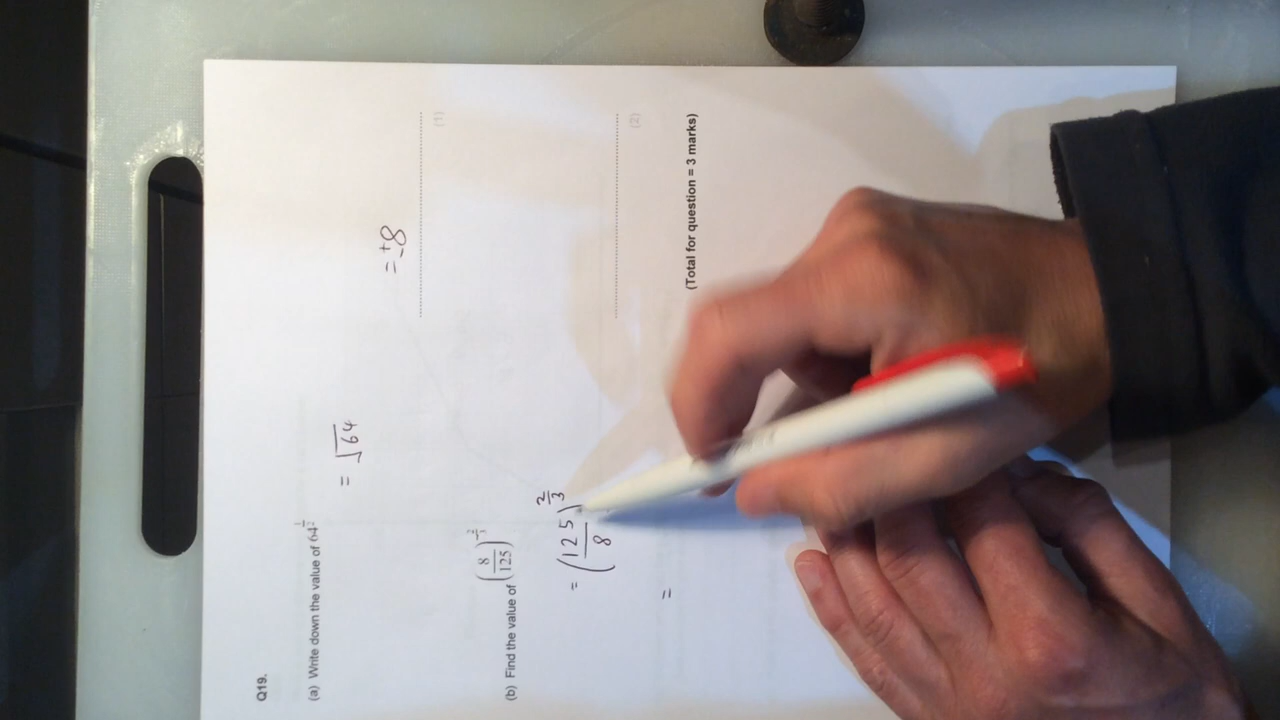 Q19.
(a) Write down the value of 64^{1/2}
= √64
= ±8
(1)
(b) Find the value of (8/125)^{-2/3}
= (125/8)^{2/3}
(2)
=
(Total for question = 3 marks)